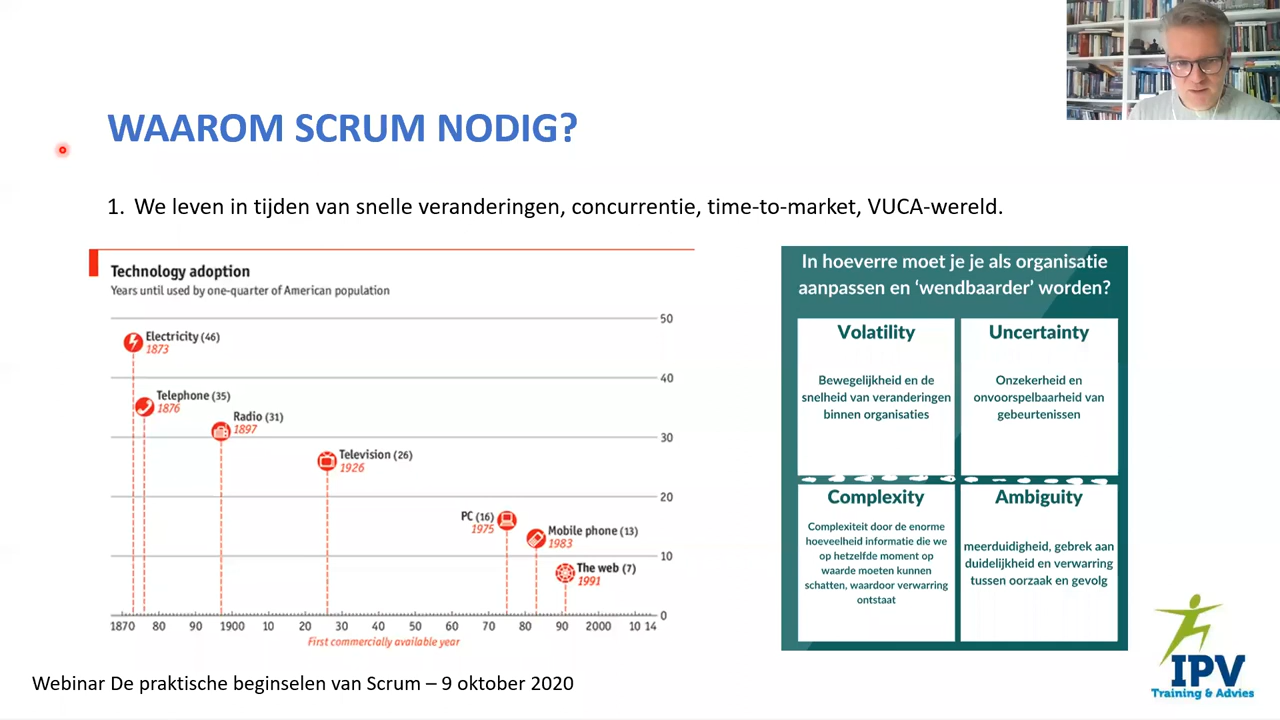 WAAROM SCRUM NODIG?
1. We leven in tijden van snelle veranderingen, concurrentie, time-to-market, VUCA-wereld.
Technology adoption
Years until used by one-quarter of American population
50
40
30
20
10
0
Electricity (46)
1873
Telephone (35)
1876
Radio (31)
1897
Television (26)
1926
PC (16)
1975
Mobile phone (13)
1983
The web (7)
1991
1870 80 90 1900 10 20 30 40 50 60 70 80 90 2000 10 14
First commercially available year
In hoeverre moet je je als organisatie
aanpassen en ‘wendbaarder’ worden?
Volatility
Bewegelijkheid en de
snelheid van veranderingen
binnen organisaties
Uncertainty
Onzekerheid en
onvoorspelbaarheid van
gebeurtenissen
Complexity
Complexiteit door de enorme
hoeveelheid informatie die we
op hetzelfde moment op
waarde moeten kunnen
schatten, waardoor verwarring
ontstaat
Ambiguity
meerduidigheid, gebrek aan
duidelijkheid en verwarring
tussen oorzaak en gevolg
Webinar De praktische beginselen van Scrum – 9 oktober 2020
IPV
Training & Advies